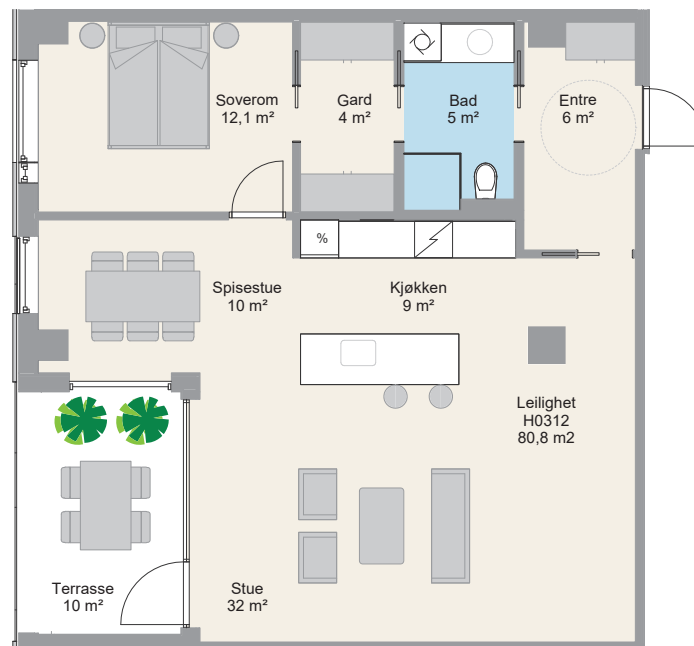 Soverom
12,1 m²
Gard
4 m²
Bad
5 m²
Entre
6 m²
%
Spisestue
10 m²
Kjøkken
9 m²
Leilighet
H0312
80,8 m2
Terrasse
10 m²
Stue
32 m²